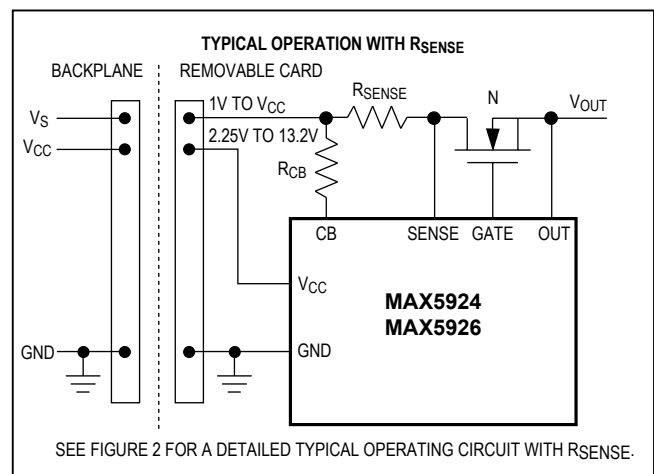 TYPICAL OPERATION WITH RSENSE
BACKPLANE
REMOVABLE CARD
VS
VCC
1V TO VCC
2.25V TO 13.2V
RSENSE
N
VOUT
RCB
CB
SENSE
GATE
OUT
VCC
MAX5924
MAX5926
GND
GND
SEE FIGURE 2 FOR A DETAILED TYPICAL OPERATING CIRCUIT WITH RSENSE.